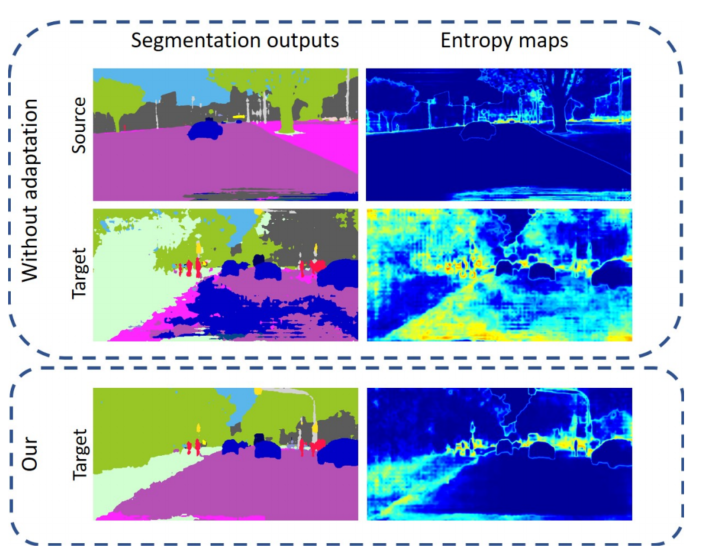 Segmentation outputs
Entropy maps
Without adaptation
Source
Target
Our
Target